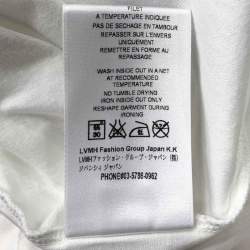 FILET
A TEMPERATURE INDIQUEE
PAS DE SECHAGE EN TAMBOUR
REPASSER SUR L'ENVERS
UNIQUEMENT
REMETTRE EN FORME AU
REPASSAGE
WASH INSIDE OUT IN A NET
AT RECOMMENDED
TEMPERATURE
NO TUMBLE DRYING
IRON INSIDE OUT ONLY
RESHAPE GARMENT DURING
IRONING
LVMH Fashion Group Japan K.K
LVMHファッション・グループ・ジャパン (株)
ジバンシィ ジャパン
PHONE#03-5786-0962